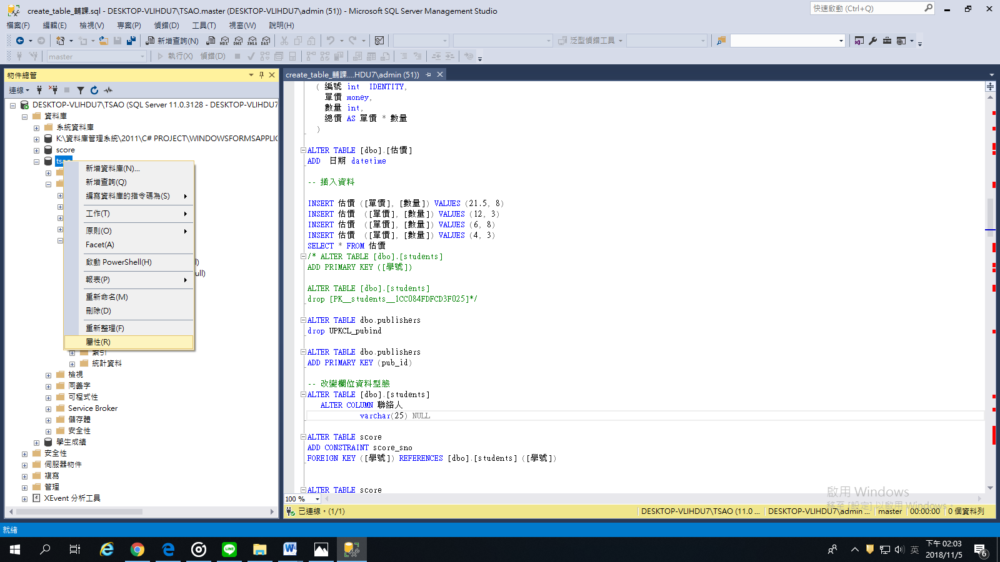 create_table_輔課.sql - DESKTOP-VLIHDU7\TSAO.master (DESKTOP-VLIHDU7\admin (51)) - Microsoft SQL Server Management Studio
快速啟動 (Ctrl+Q)
檔案(F) 編輯(E) 檢視(V) 專案(P) 偵錯(D) 工具(T) 視窗(W) 說明(H)
新增查詢(N) MDX DMX XMLA DAX 泛型偵錯工具
master 執行(X) 偵錯(D)
物件總管
連線
DESKTOP-VLIHDU7\TSAO (SQL Server 11.0.3128 - DESKTOP-VLIHDU7
資料庫
系統資料庫
K:\資料庫管理系統\2011\C# PROJECT\WINDOWSFORMSAPPLIC
score
新增資料庫(N)...
新增查詢(Q)
編寫資料庫的指令碼為(S)
工作(T)
原則(O)
Facet(A)
啟動 PowerShell(H)
報表(P)
ull)
重新命名(M)
刪除(D)
重新整理(F)
屬性(R)
索引
統計資料
檢視
同義字
可程式性
Service Broker
儲存體
安全性
學生成績
安全性
伺服器物件
複寫
管理
XEvent 分析工具
create_table_輔課....HDU7\admin (51))
( 編號 int IDENTITY,
單價 money,
數量 int,
總價 AS 單價 * 數量
)
ALTER TABLE [dbo].[估價]
ADD 日期 datetime
-- 插入資料
INSERT 估價 ([單價], [數量]) VALUES (21.5, 8)
INSERT 估價 ([單價], [數量]) VALUES (12, 3)
INSERT 估價 ([單價], [數量]) VALUES (6, 8)
INSERT 估價 ([單價], [數量]) VALUES (4, 3)
SELECT * FROM 估價
/* ALTER TABLE [dbo].[students]
ADD PRIMARY KEY ([學號])
ALTER TABLE [dbo].[students]
drop [PK__students__1CC084FDFCD3F025]*/
ALTER TABLE dbo.publishers
drop UPKCL_pubind
ALTER TABLE dbo.publishers
ADD PRIMARY KEY (pub_id)
-- 改變欄位資料型態
ALTER TABLE [dbo].[students]
ALTER COLUMN 聯絡人
varchar(25) NULL
ALTER TABLE score
ADD CONSTRAINT score_sno
FOREIGN KEY ([學號]) REFERENCES [dbo].[students] ([學號])
ALTER TABLE score
100 %
啟用 Windows
移至 [設定] 以啟用 Windows。
已連線。(1/1) DESKTOP-VLIHDU7\TSAO (11.0 ... DESKTOP-VLIHDU7\admin ... master 00:00:00 0 個資料列
就緒
LINE
英
下午 02:03
2018/11/5
6